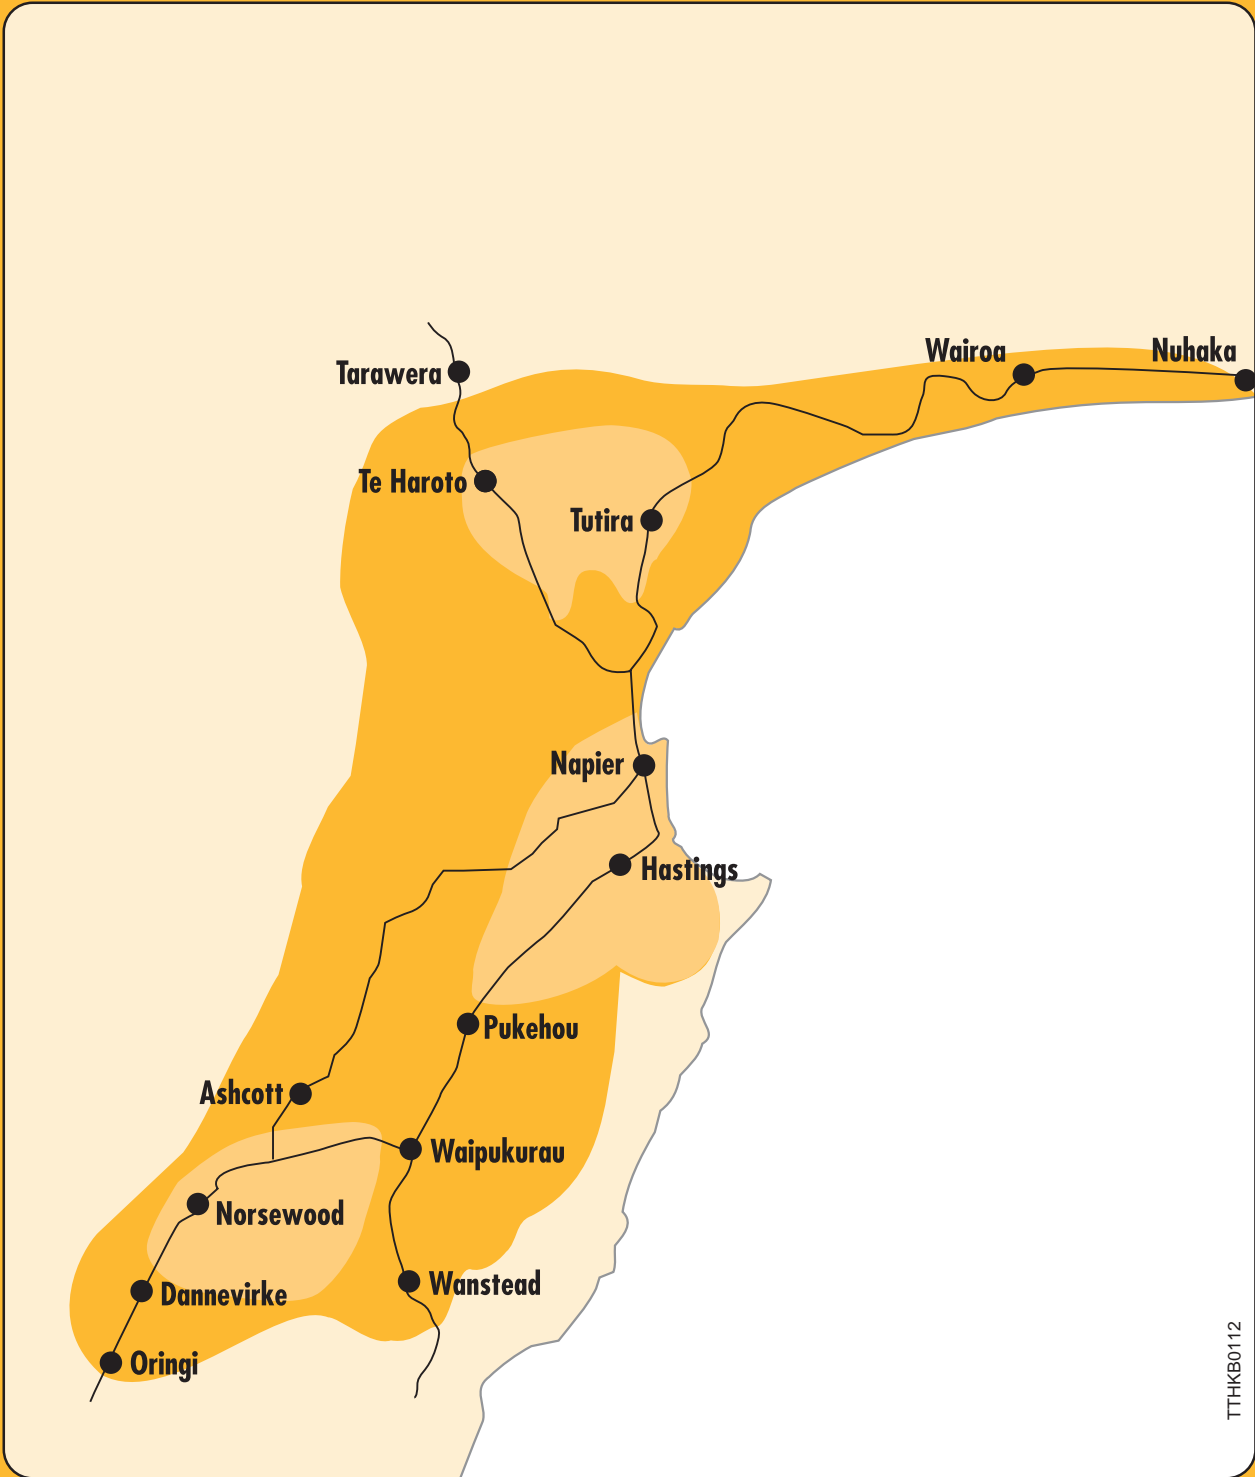 Wairoa
Nuhaka
Tarawera
Te Haroto
Tutira
Napier
Hastings
Pukehou
Ashcott
Waipukurau
Norsewood
Wanstead
Dannevirke
Oringi
TTHKB0112